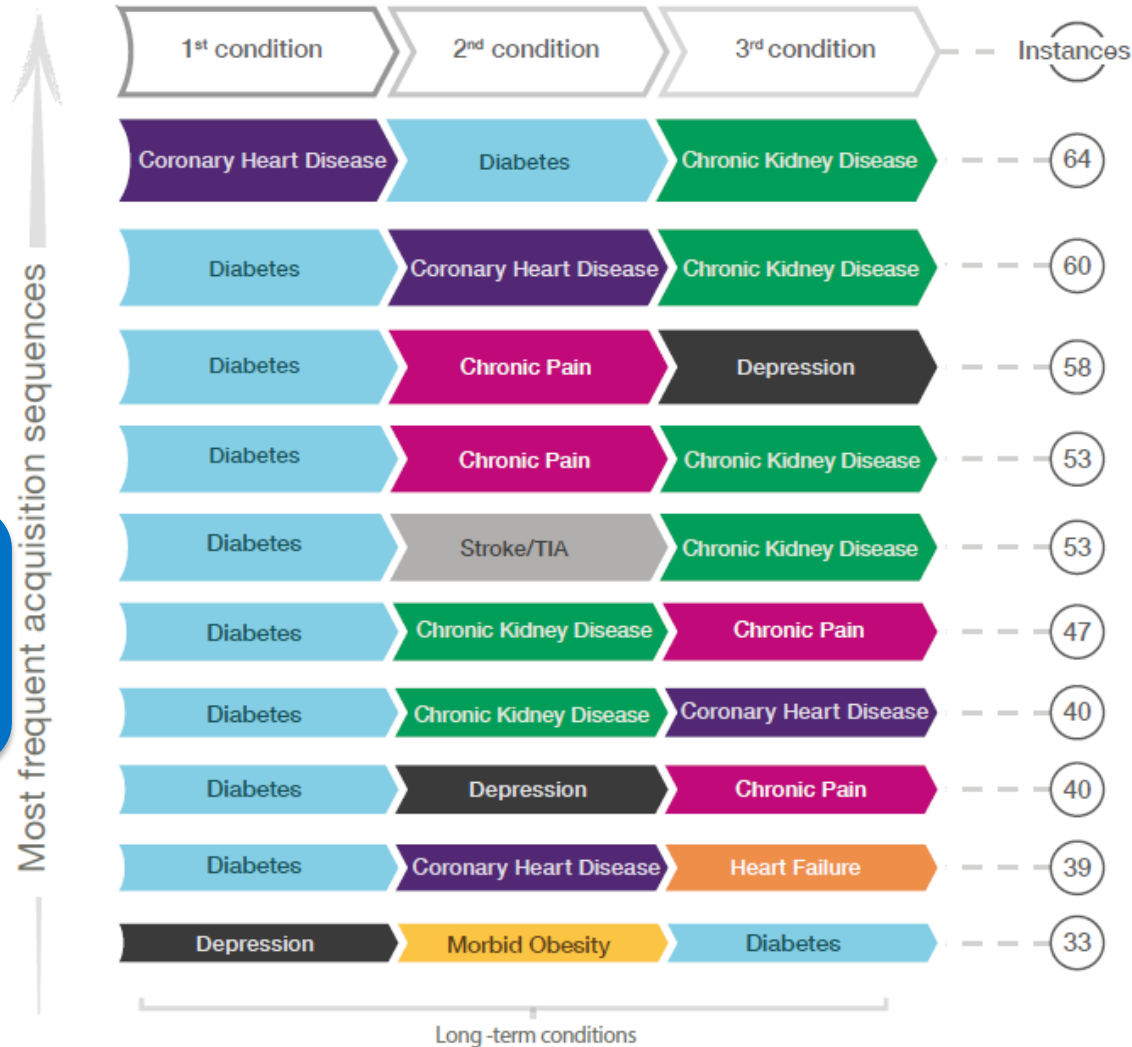 1st condition
2nd condition
3rd condition
Instances
Coronary Heart Disease
Diabetes
Chronic Kidney Disease
64
Diabetes
Coronary Heart Disease
Chronic Kidney Disease
60
Diabetes
Chronic Pain
Depression
58
Diabetes
Chronic Pain
Chronic Kidney Disease
53
Diabetes
Stroke/TIA
Chronic Kidney Disease
53
Diabetes
Chronic Kidney Disease
Chronic Pain
47
Diabetes
Chronic Kidney Disease
Coronary Heart Disease
40
Diabetes
Depression
Chronic Pain
40
Diabetes
Coronary Heart Disease
Heart Failure
39
Depression
Morbid Obesity
Diabetes
33
Most frequent acquisition sequences
Long -term conditions